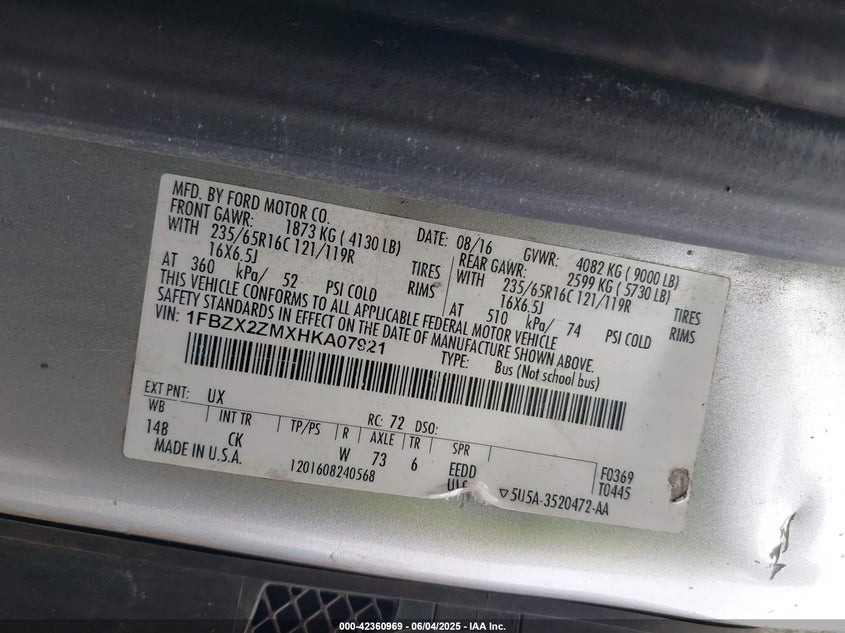 MFD. BY FORD MOTOR CO. DATE: 08/16 GVWR: 4082 KG ( 9000 LB)
FRONT GAWR: 1873 KG ( 4130 LB) REAR GAWR: 2599 KG ( 5730 LB)
WITH 235/65R16C 121/119R TIRES WITH 235/65R16C 121/119R TIRES
16X6.5J RIMS 16X6.5J RIMS
AT 360 kPa/ 52 PSI COLD AT 510 kPa/ 74 PSI COLD
THIS VEHICLE CONFORMS TO ALL APPLICABLE FEDERAL MOTOR VEHICLE
SAFETY STANDARDS IN EFFECT ON THE DATE OF MANUFACTURE SHOWN ABOVE.
VIN: 1FBZX2ZMXHKA07921
TYPE: Bus (Not school bus)
EXT PNT: UX RC: 72 DSO:
WB INT TR TP/PS R AXLE TR SPR
148 CK W 73 6 EEDD F0369
MADE IN U.S.A. 1201608240568 T0445
▽5U5A-3520472-AA
000-42360969 - 06/04/2025 - IAA Inc.